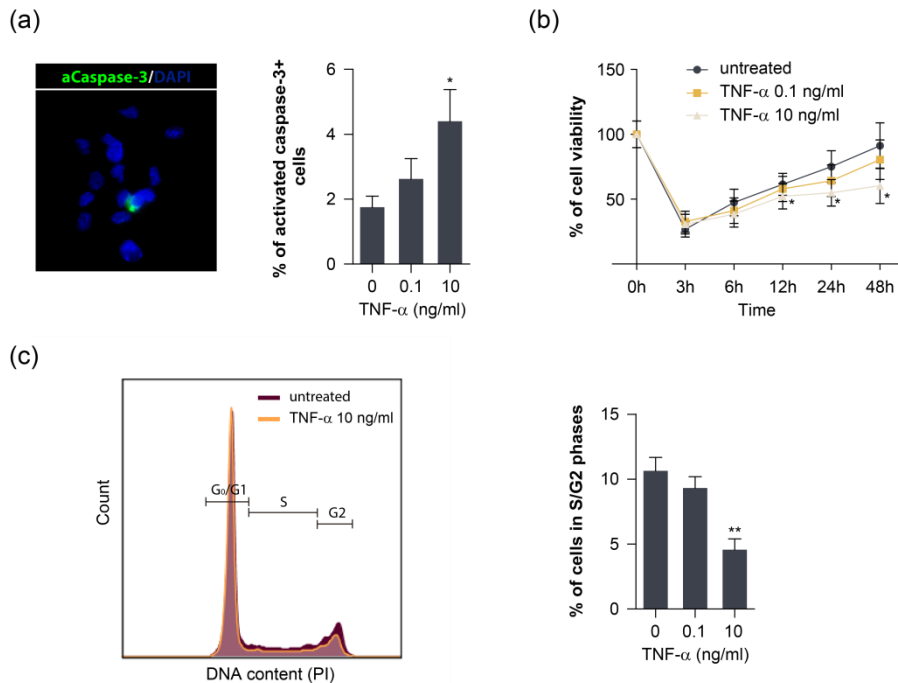 (a)
aCaspase-3/DAPI
% of activated caspase-3+
cells
6
4
2
0
*
0 0.1 10
TNF-α (ng/ml)
(b)
untreated
TNF-α 0.1 ng/ml
TNF-α 10 ng/ml
% of cell viability
150
100
50
* * *
0h 3h 6h 12h 24h 48h
Time
(c)
untreated
TNF-α 10 ng/ml
G₀/G1
S
G2
Count
DNA content (PI)
% of cells in S/G2 phases
15
10
5
0
**
0 0.1 10
TNF-α (ng/ml)